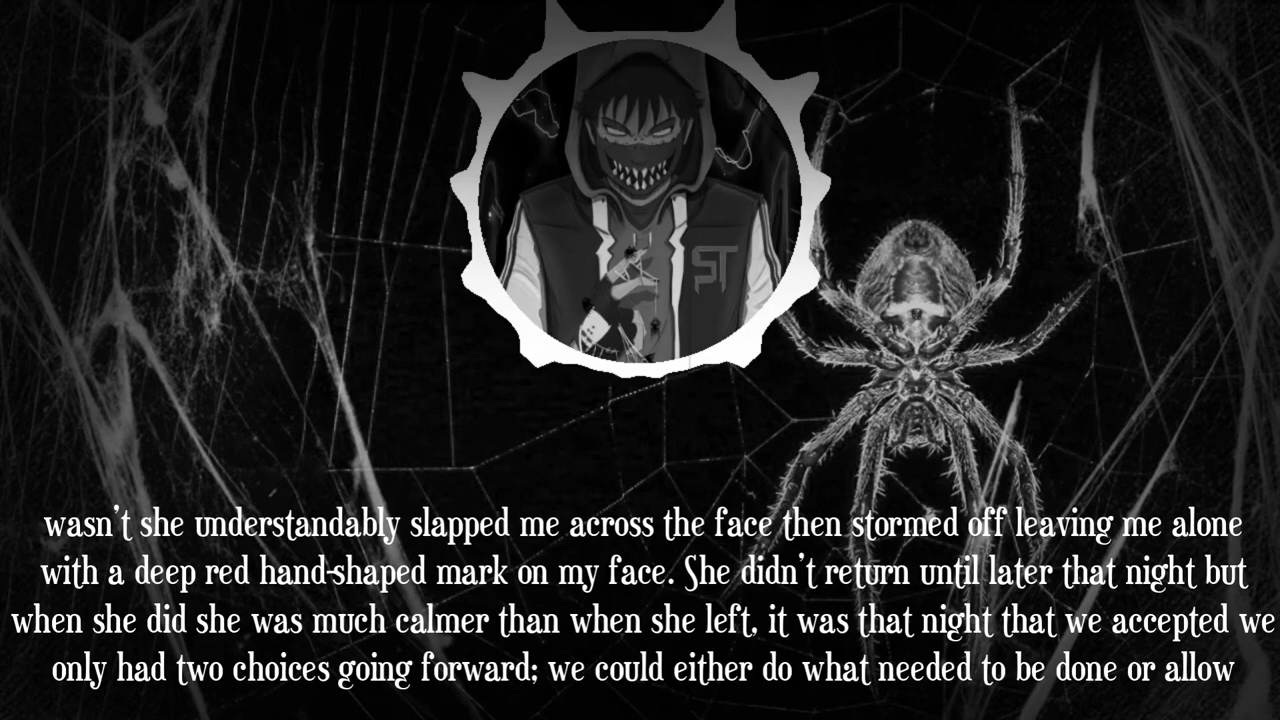 ST
wasn't she understandably slapped me across the face then stormed off leaving me alone
with a deep red hand-shaped mark on my face. She didn't return until later that night but
when she did she was much calmer than when she left, it was that night that we accepted we
only had two choices going forward; we could either do what needed to be done or allow